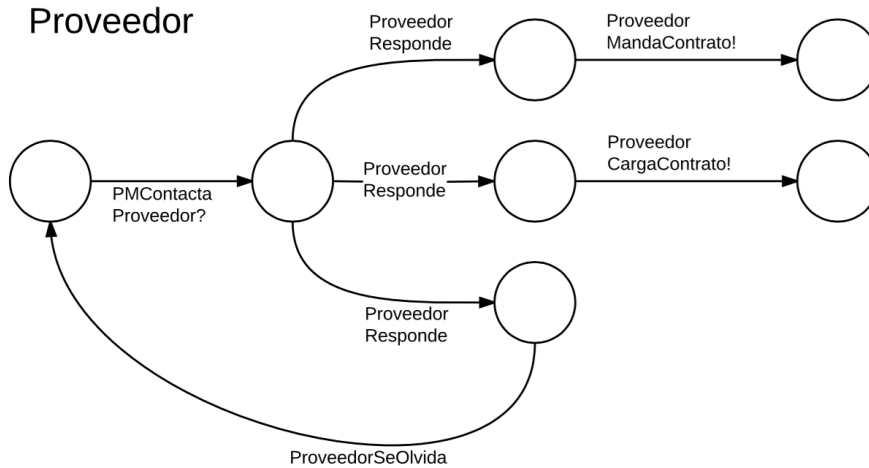 Proveedor
Proveedor
Responde
Proveedor
MandaContrato!
PMContacta
Proveedor?
Proveedor
Responde
Proveedor
CargaContrato!
Proveedor
Responde
ProveedorSeOlvida